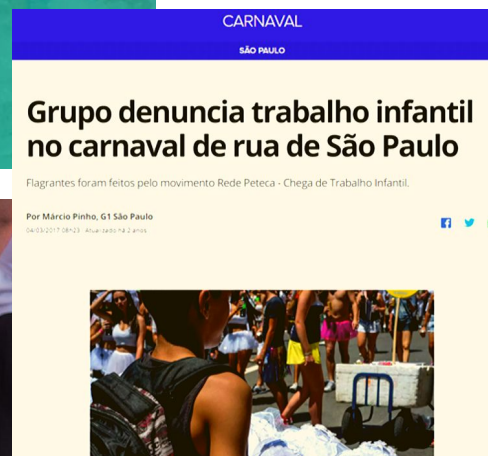 CARNAVAL
SÃO PAULO
Grupo denuncia trabalho infantil
no carnaval de rua de São Paulo
Flagrantes foram feitos pelo movimento Rede Peteca - Chega de Trabalho Infantil.
Por Márcio Pinho, G1 São Paulo
04/03/2017 08h23 Atualizado há 2 anos